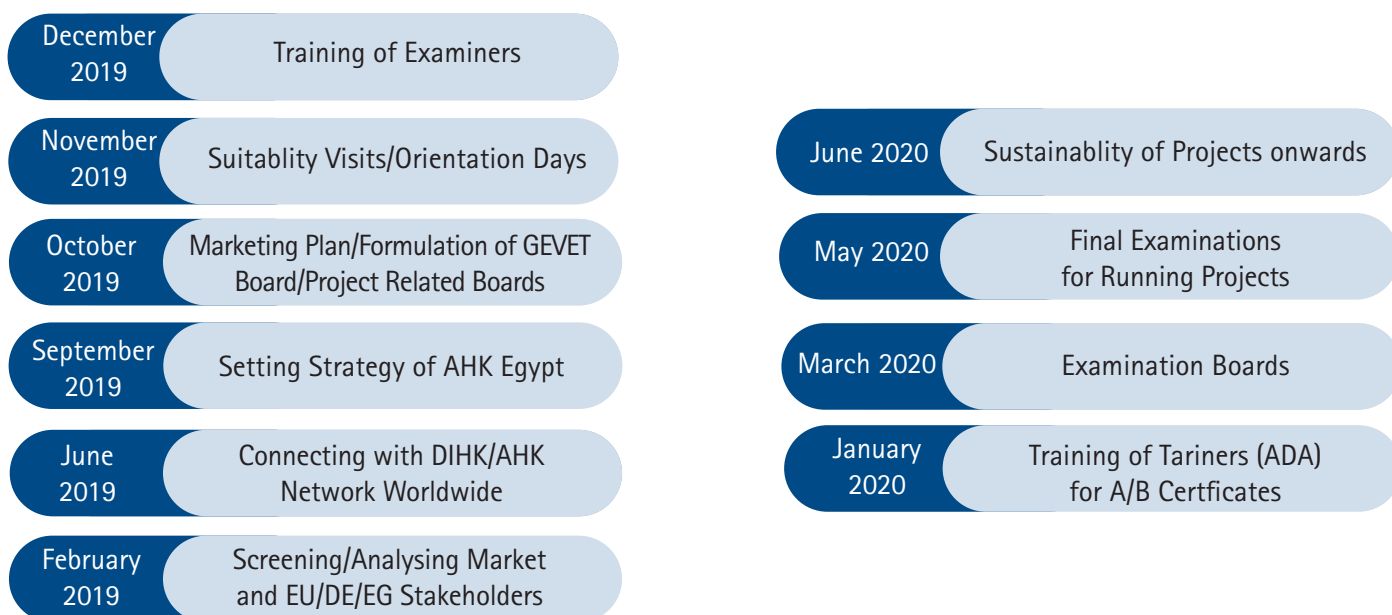 December
2019
Training of Examiners
November
2019
Suitablity Visits/Orientation Days
October
2019
Marketing Plan/Formulation of GEVET
Board/Project Related Boards
September
2019
Setting Strategy of AHK Egypt
June
2019
Connecting with DIHK/AHK
Network Worldwide
February
2019
Screening/Analysing Market
and EU/DE/EG Stakeholders
June 2020
Sustainablity of Projects onwards
May 2020
Final Examinations
for Running Projects
March 2020
Examination Boards
January
2020
Training of Tariners (ADA)
for A/B Certficates